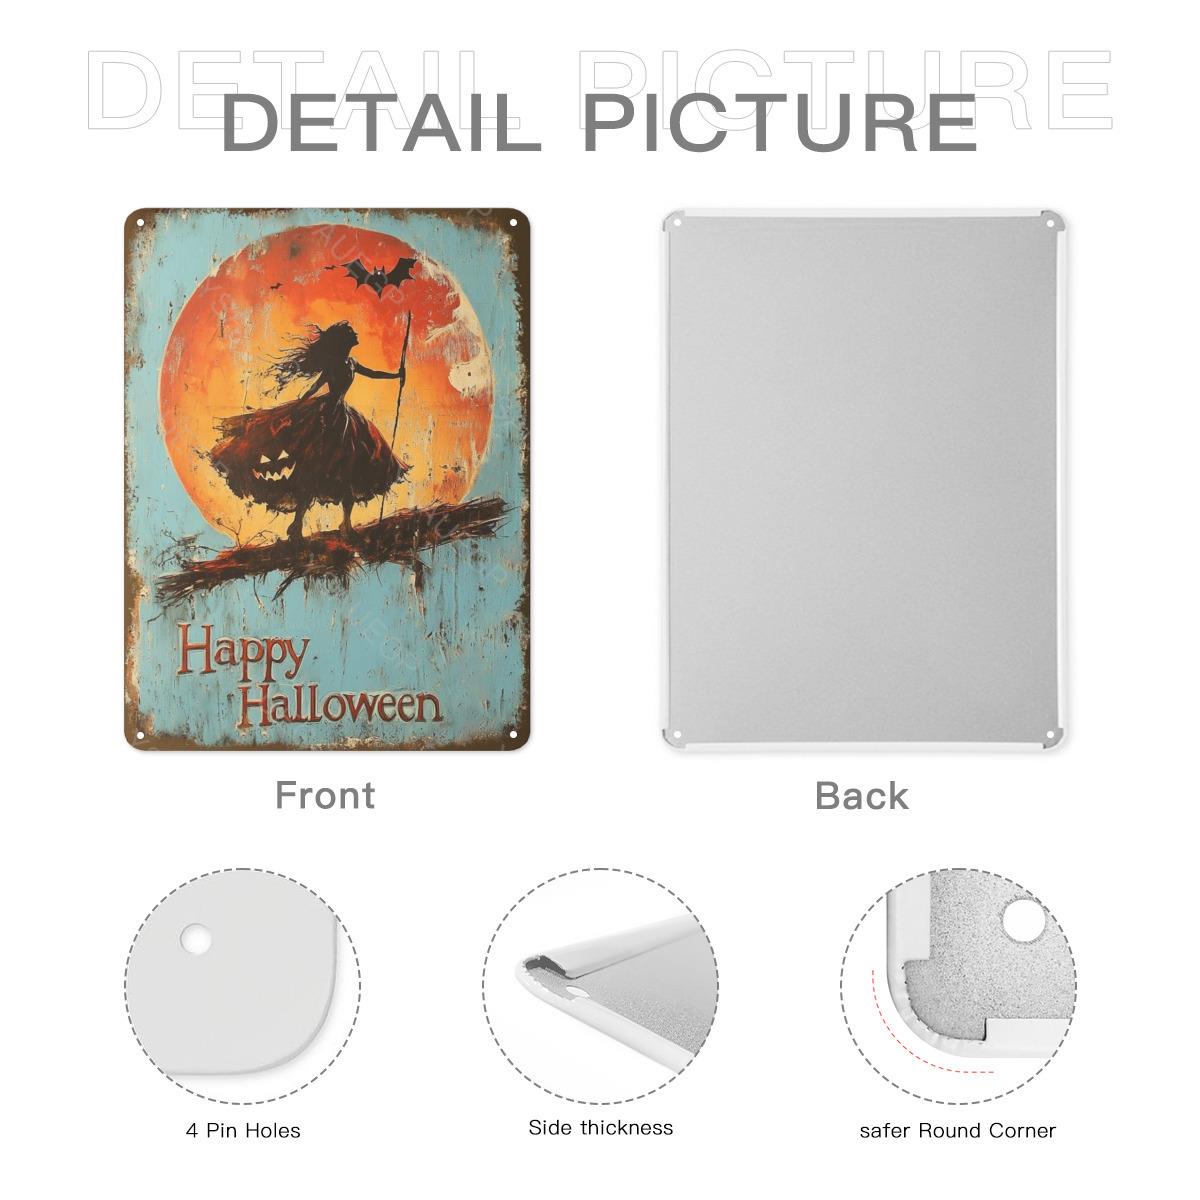 DETAIL PICTURE
DETAIL PICTURE
Happy
Halloween
Front
Back
4 Pin Holes
Side thickness
safer Round Corner